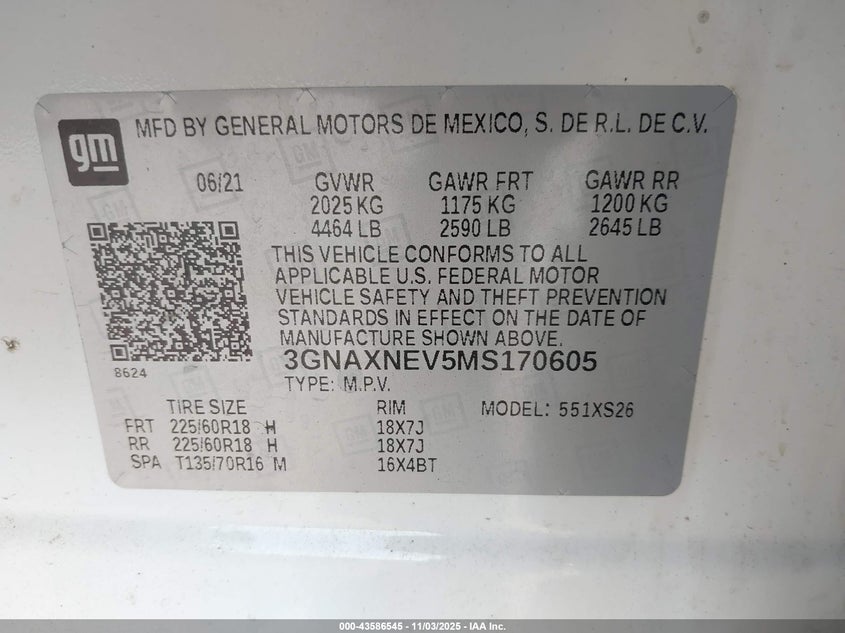 gm
MFD BY GENERAL MOTORS DE MEXICO, S. DE R.L. DE C.V.
06/21 GVWR GAWR FRT GAWR RR
2025 KG 1175 KG 1200 KG
4464 LB 2590 LB 2645 LB
THIS VEHICLE CONFORMS TO ALL
APPLICABLE U.S. FEDERAL MOTOR
VEHICLE SAFETY AND THEFT PREVENTION
STANDARDS IN EFFECT ON THE DATE OF
MANUFACTURE SHOWN ABOVE.
8624 3GNAXNEV5MS170605
TYPE: M.P.V.
TIRE SIZE RIM MODEL: 551XS26
FRT 225/60R18 H 18X7J
RR 225/60R18 H 18X7J
SPA T135/70R16 M 16X4BT
000-43586545 - 11/03/2025 - IAA Inc.